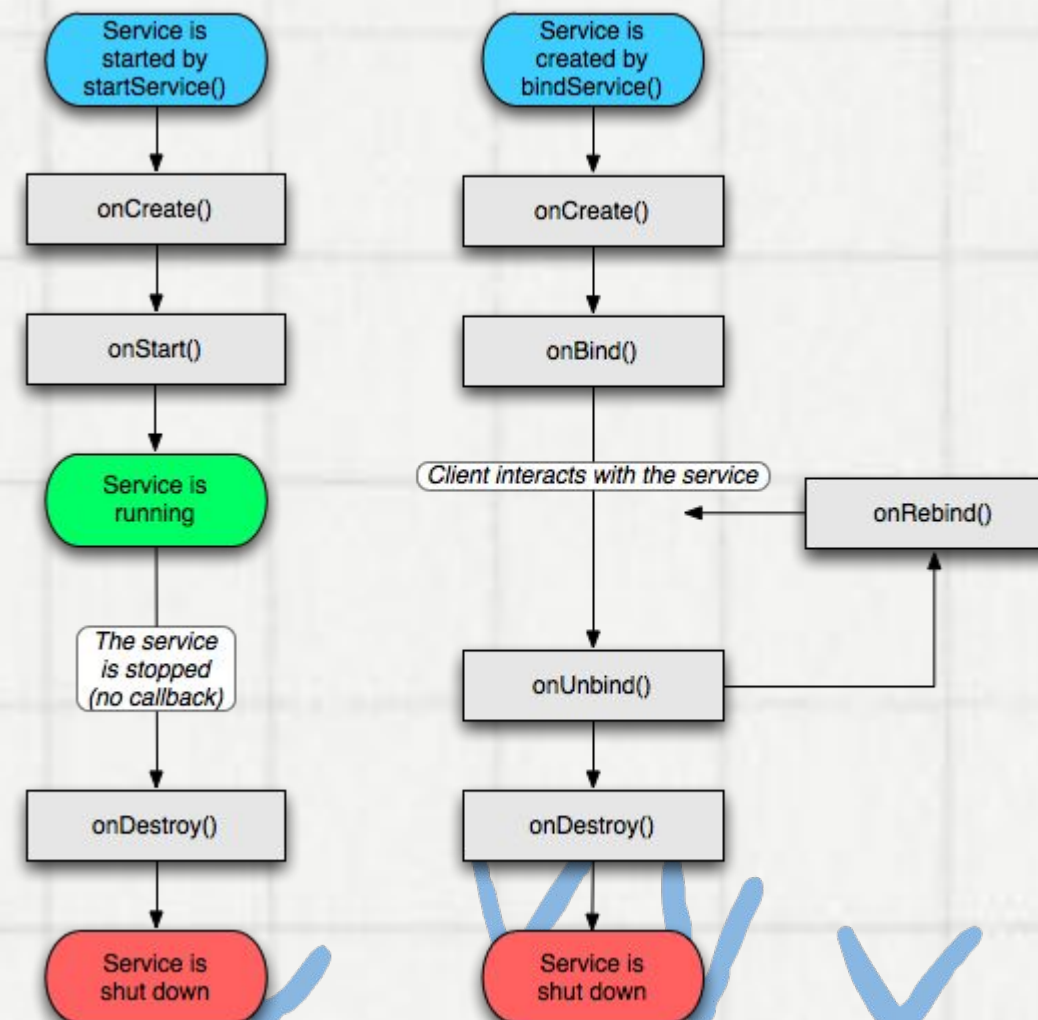 Service is
started by
startService()
onCreate()
onStart()
Service is
running
The service
is stopped
(no callback)
onDestroy()
Service is
shut down
Service is
created by
bindService()
onCreate()
onBind()
Client interacts with the service
onRebind()
onUnbind()
onDestroy()
Service is
shut down